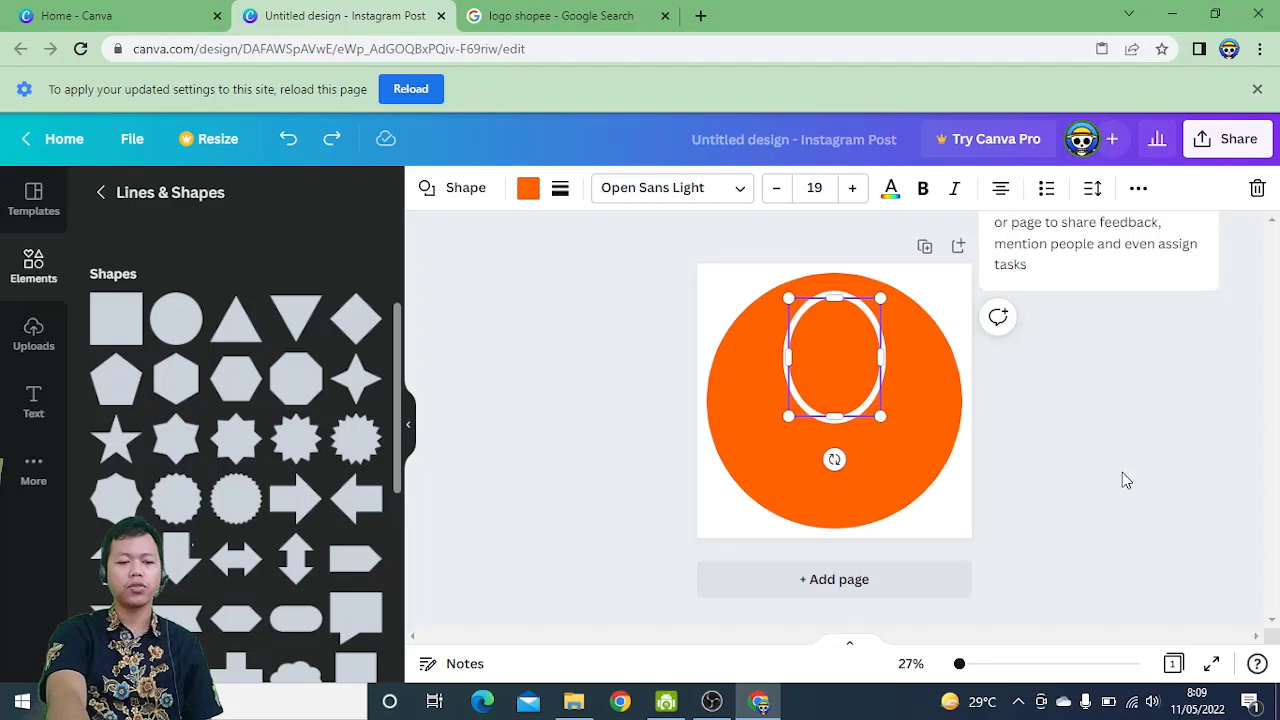 Home - Canva
Untitled design - Instagram Post
logo shopee - Google Search
canva.com/design/DAFAWSpAVwE/eWp_AdGOQBxPQiv-F69riw/edit
To apply your updated settings to this site, reload this page
Reload
Home
File
Resize
Untitled design - Instagram Post
Try Canva Pro
Share
Templates
Elements
Uploads
Text
More
Lines & Shapes
Shapes
Shape
Open Sans Light
19
A
B
I
or page to share feedback,
mention people and even assign
tasks
+ Add page
Notes
27%
1
29°C
8:09
11/05/2022
1